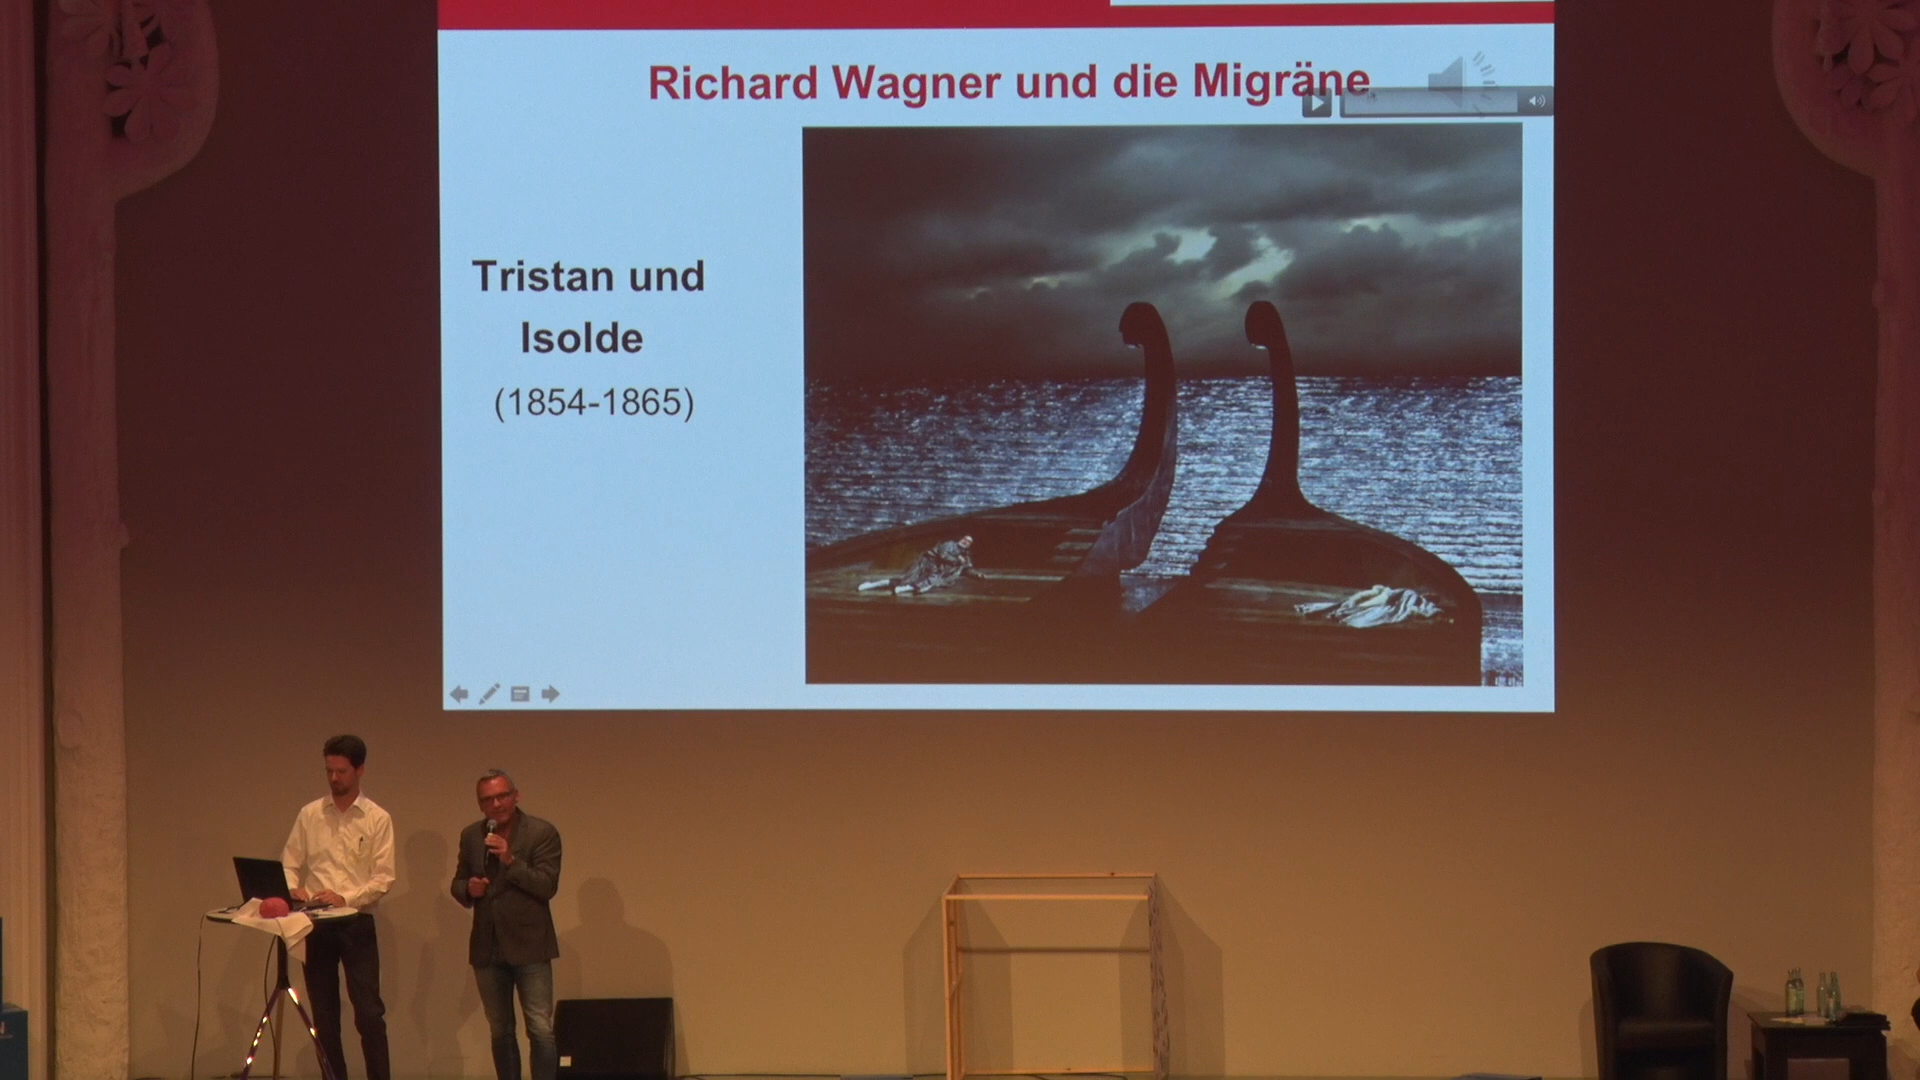 Richard Wagner und die Migräne
Tristan und
Isolde
(1854-1865)